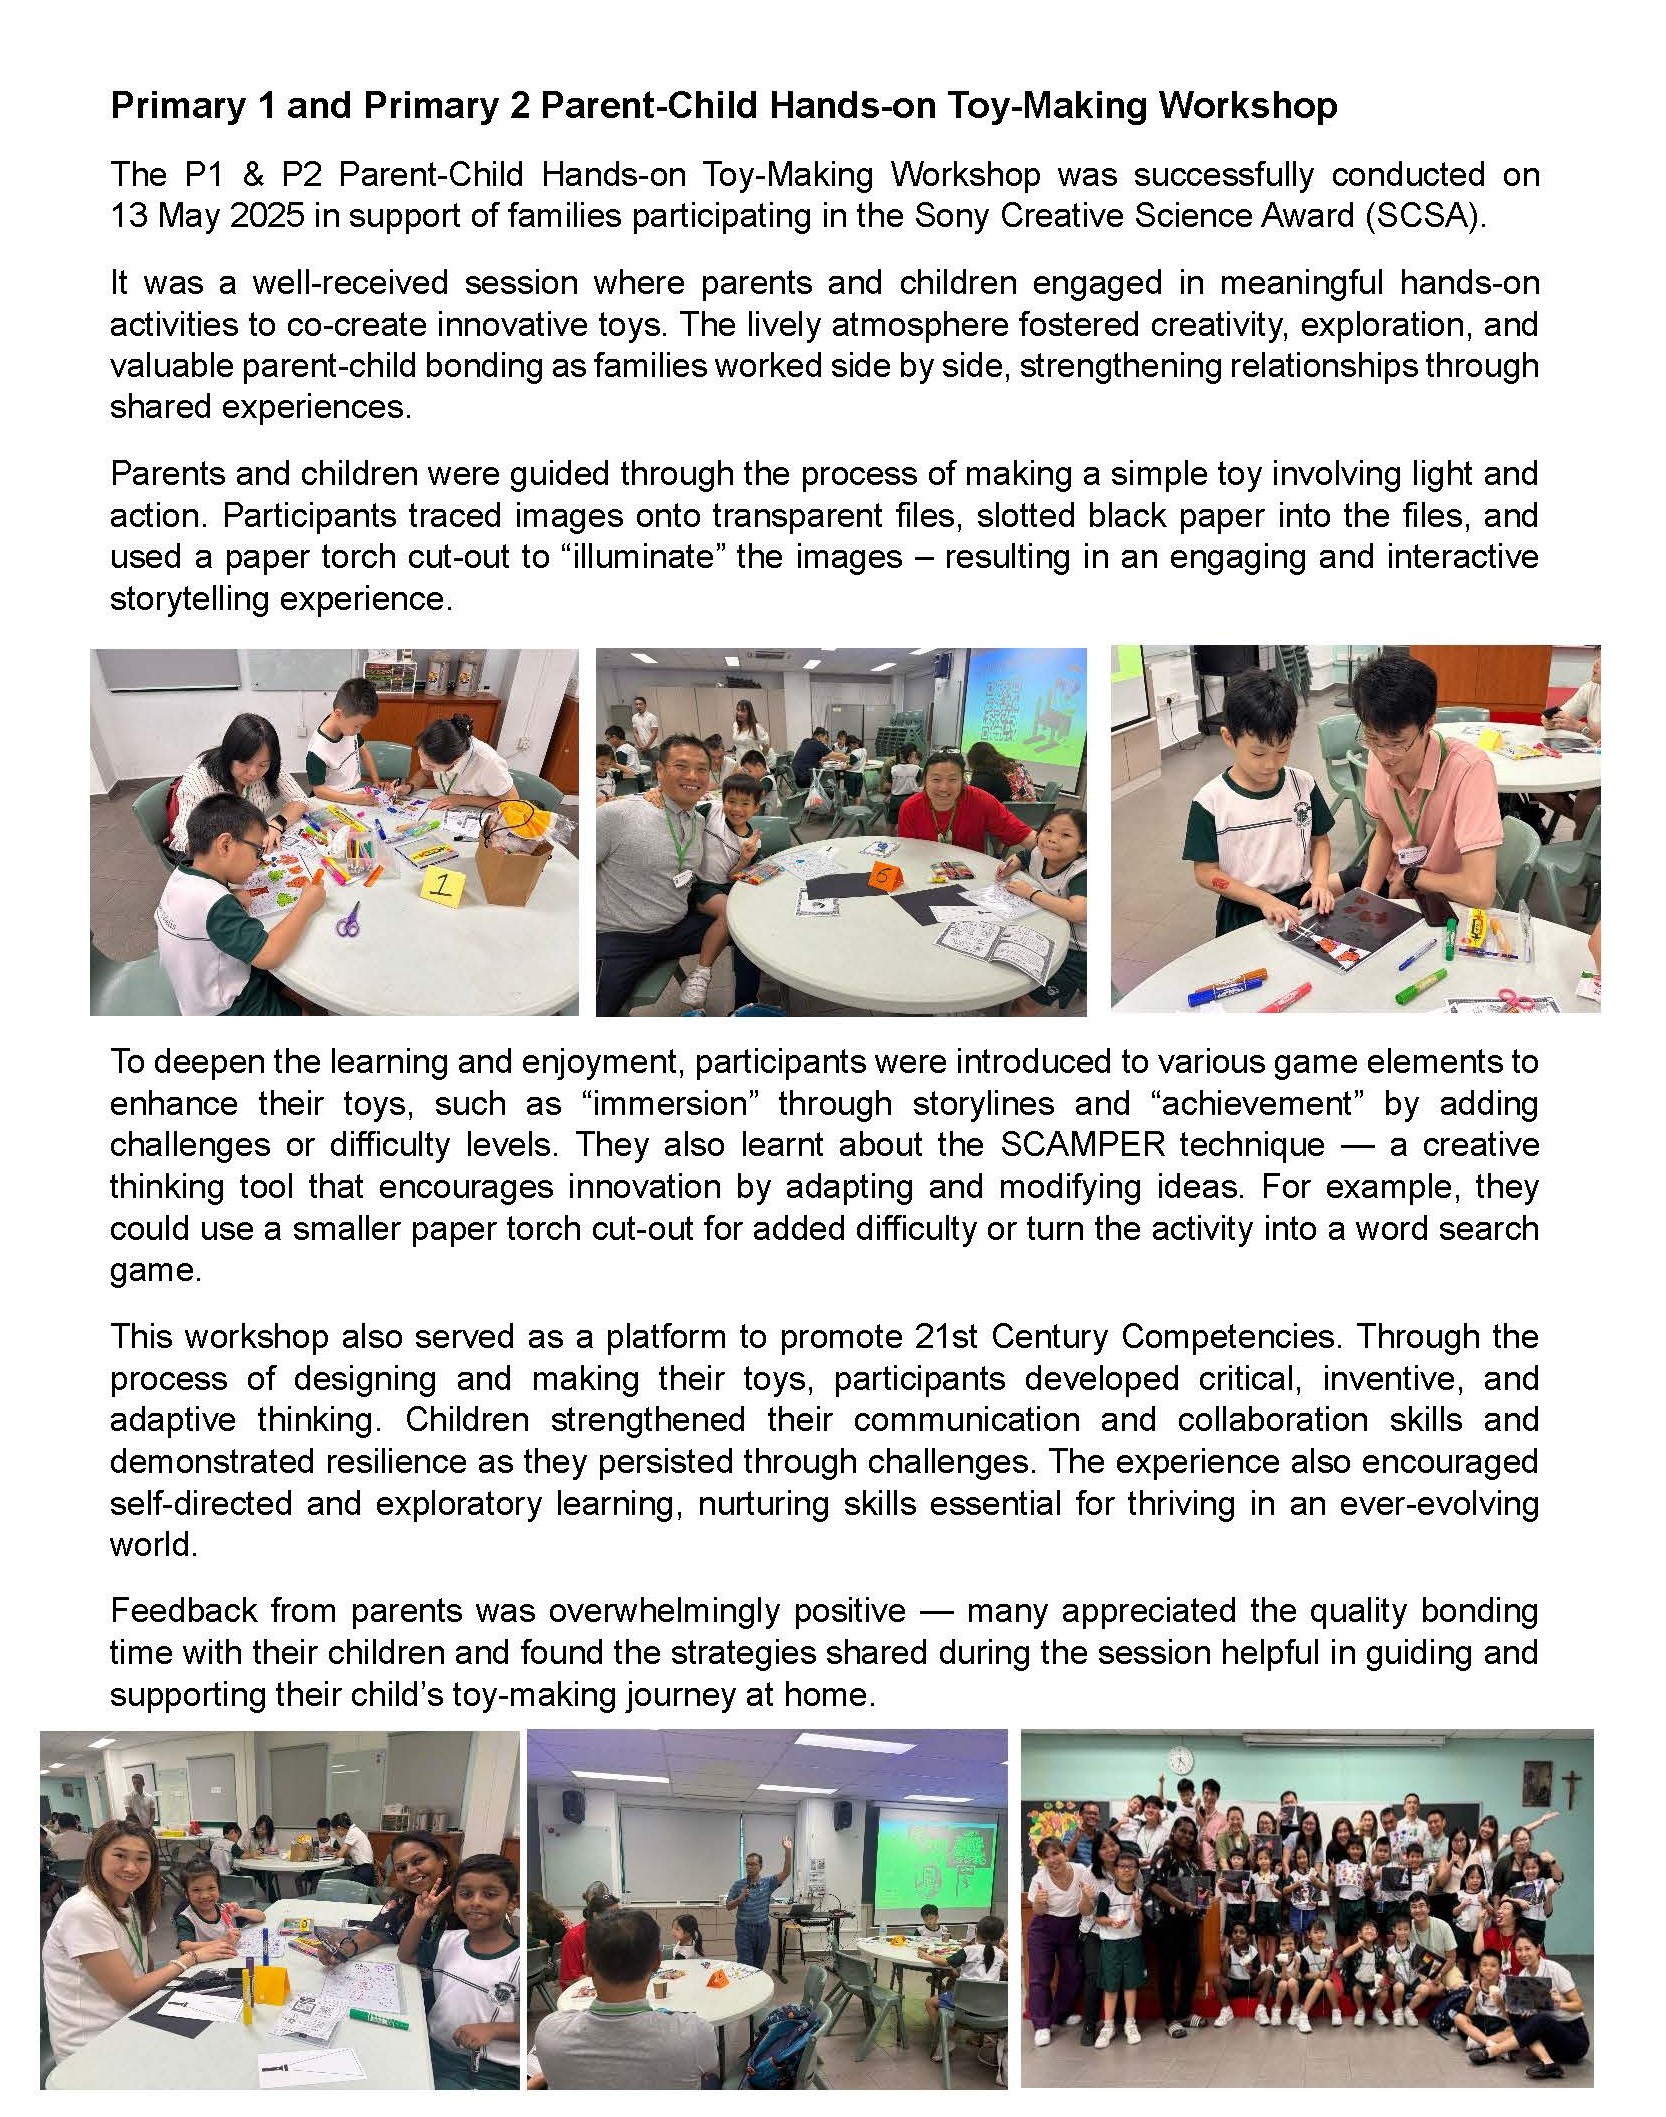 Primary 1 and Primary 2 Parent-Child Hands-on Toy-Making Workshop
The P1 & P2 Parent-Child Hands-on Toy-Making Workshop was successfully conducted on
13 May 2025 in support of families participating in the Sony Creative Science Award (SCSA).
It was a well-received session where parents and children engaged in meaningful hands-on
activities to co-create innovative toys. The lively atmosphere fostered creativity, exploration, and
valuable parent-child bonding as families worked side by side, strengthening relationships through
shared experiences.
Parents and children were guided through the process of making a simple toy involving light and
action. Participants traced images onto transparent files, slotted black paper into the files, and
used a paper torch cut-out to “illuminate” the images – resulting in an engaging and interactive
storytelling experience.
1
6
To deepen the learning and enjoyment, participants were introduced to various game elements to
enhance their toys, such as “immersion” through storylines and “achievement” by adding
challenges or difficulty levels. They also learnt about the SCAMPER technique — a creative
thinking tool that encourages innovation by adapting and modifying ideas. For example, they
could use a smaller paper torch cut-out for added difficulty or turn the activity into a word search
game.
This workshop also served as a platform to promote 21st Century Competencies. Through the
process of designing and making their toys, participants developed critical, inventive, and
adaptive thinking. Children strengthened their communication and collaboration skills and
demonstrated resilience as they persisted through challenges. The experience also encouraged
self-directed and exploratory learning, nurturing skills essential for thriving in an ever-evolving
world.
Feedback from parents was overwhelmingly positive — many appreciated the quality bonding
time with their children and found the strategies shared during the session helpful in guiding and
supporting their child’s toy-making journey at home.